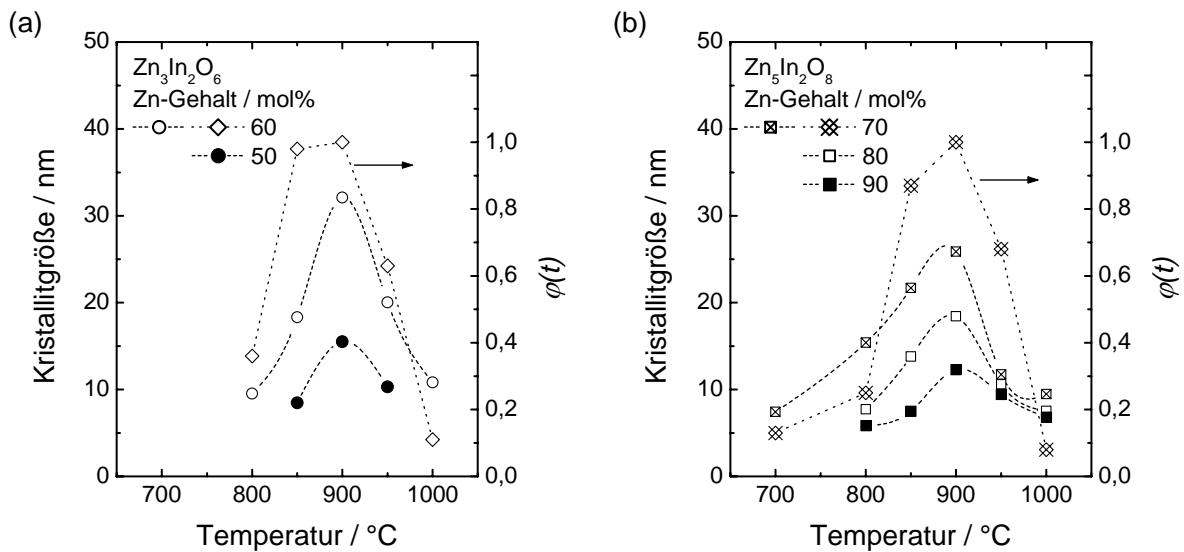 (a)
50
40
30
20
10
0
Kristallitgröße / nm
Zn3In2O6
Zn-Gehalt / mol%
60
50
1,0
0,8
0,6
0,4
0,2
0,0
φ(t)
700 800 900 1000
Temperatur / °C
(b)
50
40
30
20
10
0
Kristallitgröße / nm
Zn5In2O8
Zn-Gehalt / mol%
70
80
90
1,0
0,8
0,6
0,4
0,2
0,0
φ(t)
700 800 900 1000
Temperatur / °C